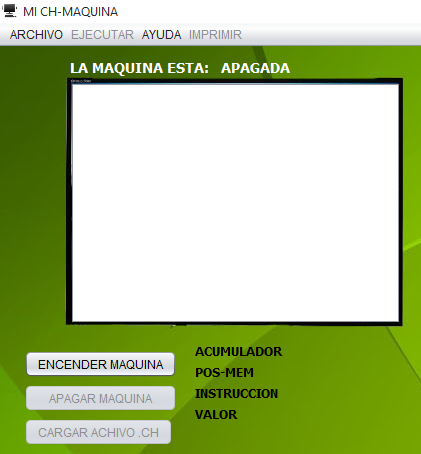 MI CH-MAQUINA
ARCHIVO EJECUTAR AYUDA IMPRIMIR
LA MAQUINA ESTA: APAGADA
ENCENDER MAQUINA
APAGAR MAQUINA
CARGAR ACHIVO .CH
ACUMULADOR
POS-MEM
INSTRUCCION
VALOR